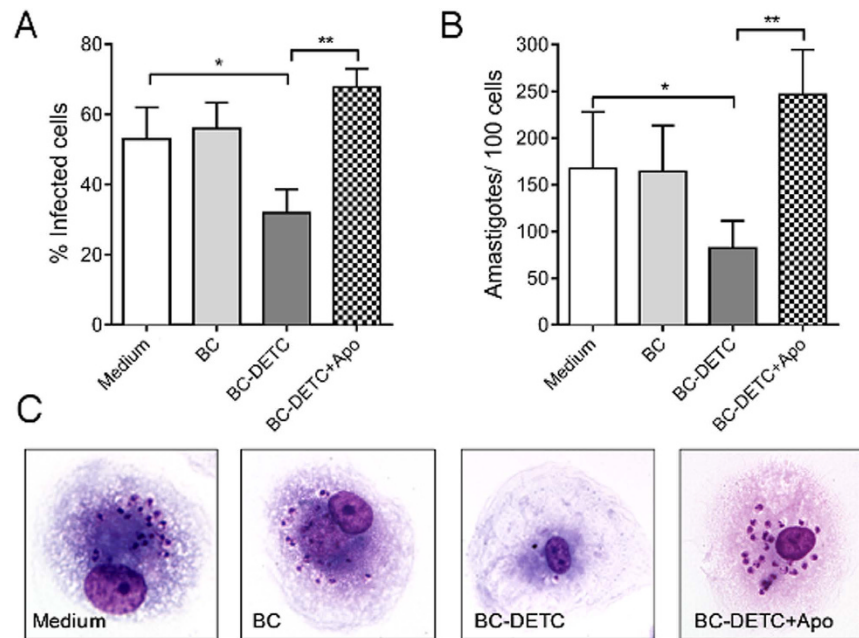 A
% Infected cells
80
60
40
20
0
*
**
Medium
BC
BC-DETC
BC-DETC+Apo
B
Amastigotes/ 100 cells
300
250
200
150
100
50
0
*
**
Medium
BC
BC-DETC
BC-DETC+Apo
C
Medium
BC
BC-DETC
BC-DETC+Apo